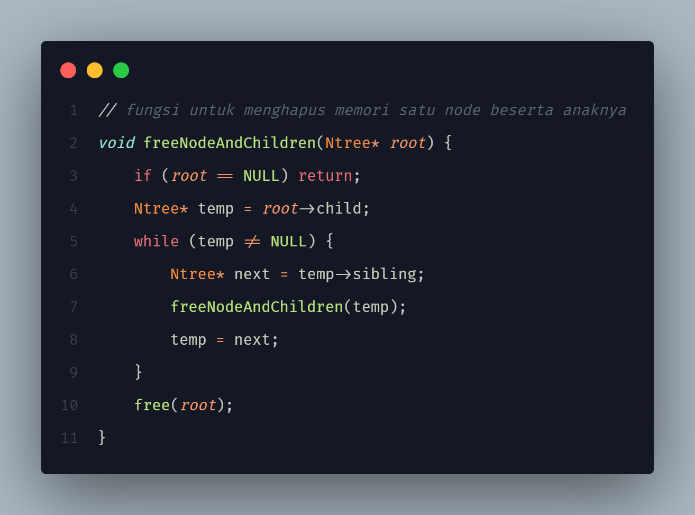 1 // fungsi untuk menghapus memori satu node beserta anaknya
2 void freeNodeAndChildren(Ntree* root) {
3 if (root == NULL) return;
4 Ntree* temp = root->child;
5 while (temp != NULL) {
6 Ntree* next = temp->sibling;
7 freeNodeAndChildren(temp);
8 temp = next;
9 }
10 free(root);
11 }